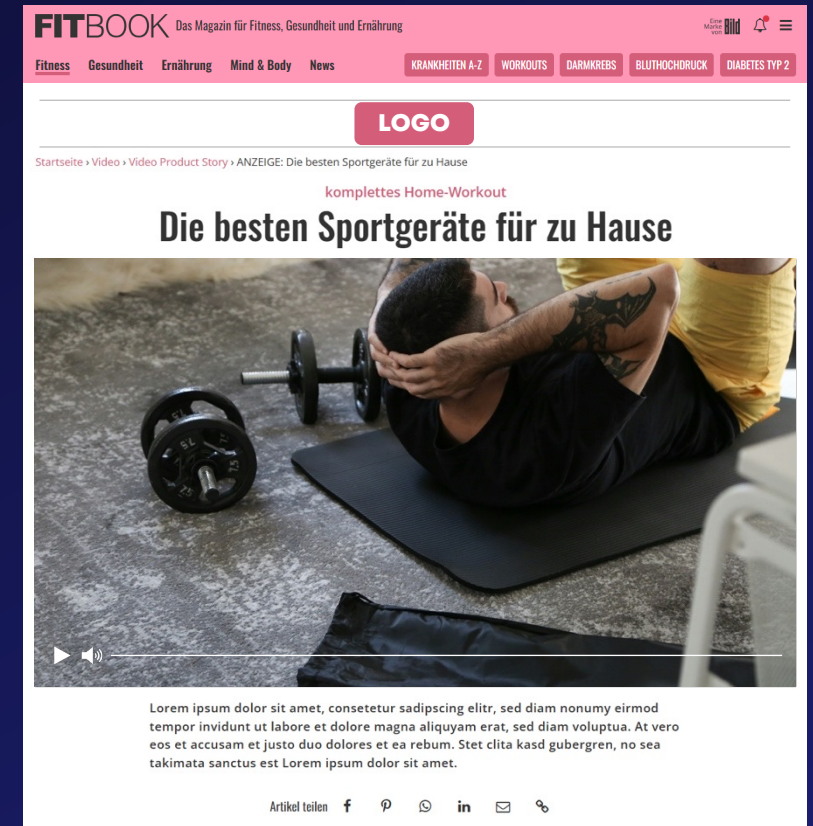 FITBOOK Das Magazin für Fitness, Gesundheit und Ernährung
Eine Marke von Bild
Fitness Gesundheit Ernährung Mind & Body News KRANKHEITEN A-Z WORKOUTS DARMKREBS BLUTHOCHDRUCK DIABETES TYP 2
LOGO
Startseite › Video › Video Product Story › ANZEIGE: Die besten Sportgeräte für zu Hause
komplettes Home-Workout
Die besten Sportgeräte für zu Hause
7.5
7.5
Lorem ipsum dolor sit amet, consetetur sadipscing elitr, sed diam nonumy eirmod
tempor invidunt ut labore et dolore magna aliquyam erat, sed diam voluptua. At vero
eos et accusam et justo duo dolores et ea rebum. Stet clita kasd gubergren, no sea
takimata sanctus est Lorem ipsum dolor sit amet.
Artikel teilen